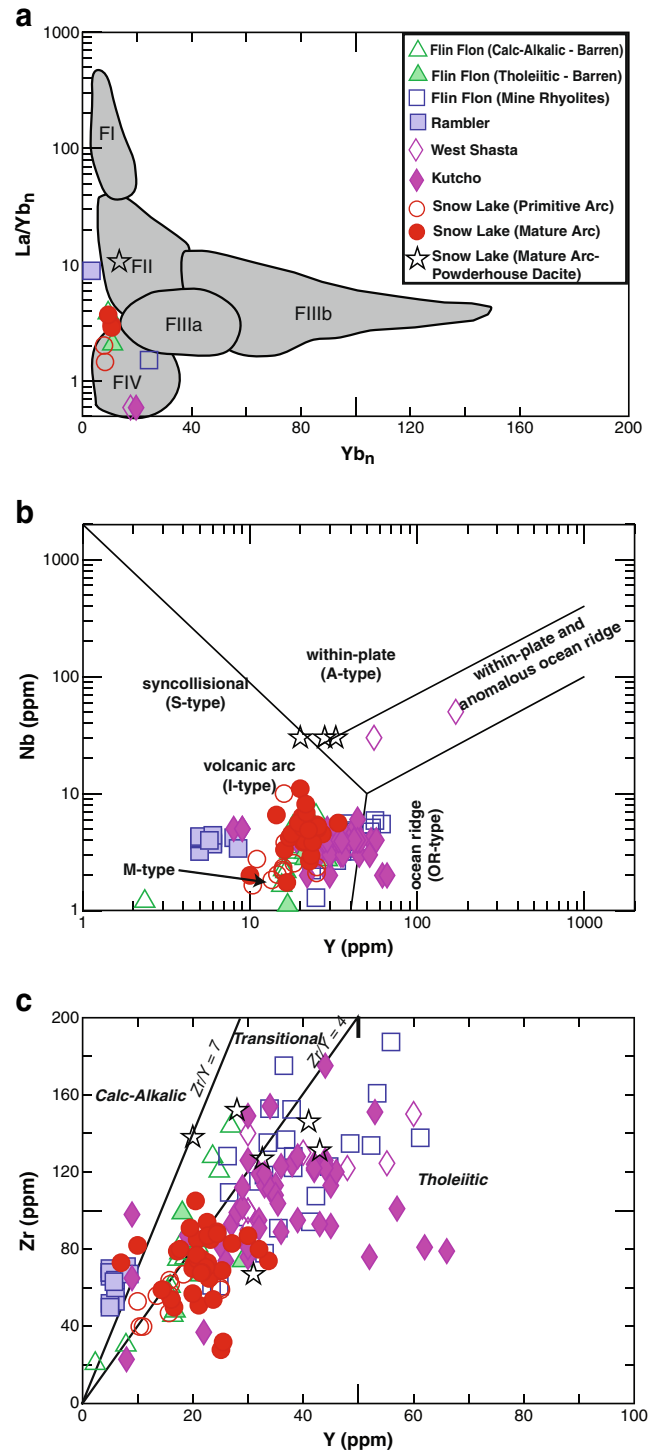 a
1000
100
10
1
La/Ybn
FI
FII
FIIIa
FIIIb
FIV
Flin Flon (Calc-Alkalic - Barren)
Flin Flon (Tholeiitic - Barren)
Flin Flon (Mine Rhyolites)
Rambler
West Shasta
Kutcho
Snow Lake (Primitive Arc)
Snow Lake (Mature Arc)
Snow Lake (Mature Arc-
Powderhouse Dacite)
0 40 80 120 160 200
Ybn
b
1000
100
10
1
Nb (ppm)
syncollisional
(S-type)
within-plate
(A-type)
within-plate and
anomalous ocean ridge
volcanic arc
(I-type)
M-type
ocean ridge
(OR-type)
1 10 100 1000
Y (ppm)
c
200
160
120
80
40
0
Zr (ppm)
Calc-Alkalic
Zr/Y = 7
Transitional
Zr/Y = 4
Tholeiitic
0 20 40 60 80 100
Y (ppm)